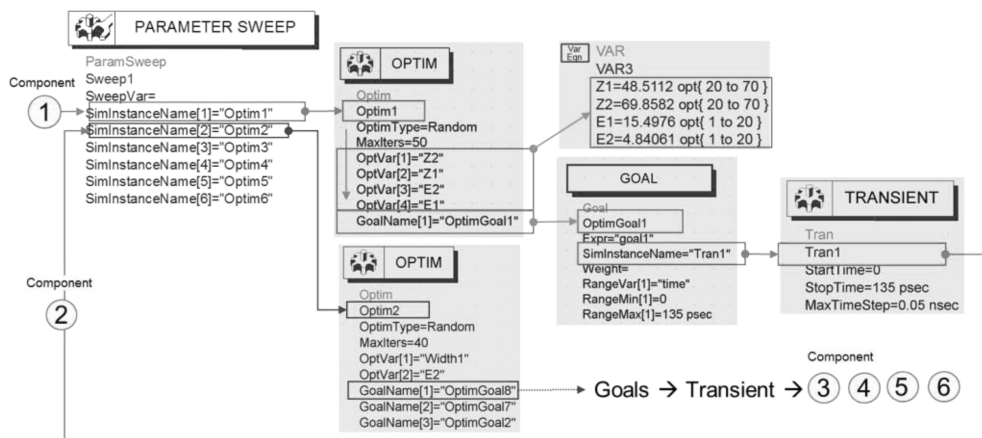 PARAMETER SWEEP
ParamSweep
Sweep1
SweepVar=
SimInstanceName[1]="Optim1"
SimInstanceName[2]="Optim2"
SimInstanceName[3]="Optim3"
SimInstanceName[4]="Optim4"
SimInstanceName[5]="Optim5"
SimInstanceName[6]="Optim6"
Component
1
Component
2
OPTIM
Optim
Optim1
OptimType=Random
MaxIters=50
OptVar[1]="Z2"
OptVar[2]="Z1"
OptVar[3]="E2"
OptVar[4]="E1"
GoalName[1]="OptimGoal1"
Var
Eqn
VAR
VAR3
Z1=48.5112 opt{ 20 to 70 }
Z2=69.8582 opt{ 20 to 70 }
E1=15.4976 opt{ 1 to 20 }
E2=4.84061 opt{ 1 to 20 }
GOAL
Goal
OptimGoal1
Expr="goal1"
SimInstanceName="Tran1"
Weight=
RangeVar[1]="time"
RangeMin[1]=0
RangeMax[1]=135 psec
TRANSIENT
Tran
Tran1
StartTime=0
StopTime=135 psec
MaxTimeStep=0.05 nsec
OPTIM
Optim
Optim2
OptimType=Random
MaxIters=40
OptVar[1]="Width1"
OptVar[2]="E2"
GoalName[1]="OptimGoal8"
GoalName[2]="OptimGoal7"
GoalName[3]="OptimGoal2"
Component
Goals → Transient → 3 4 5 6